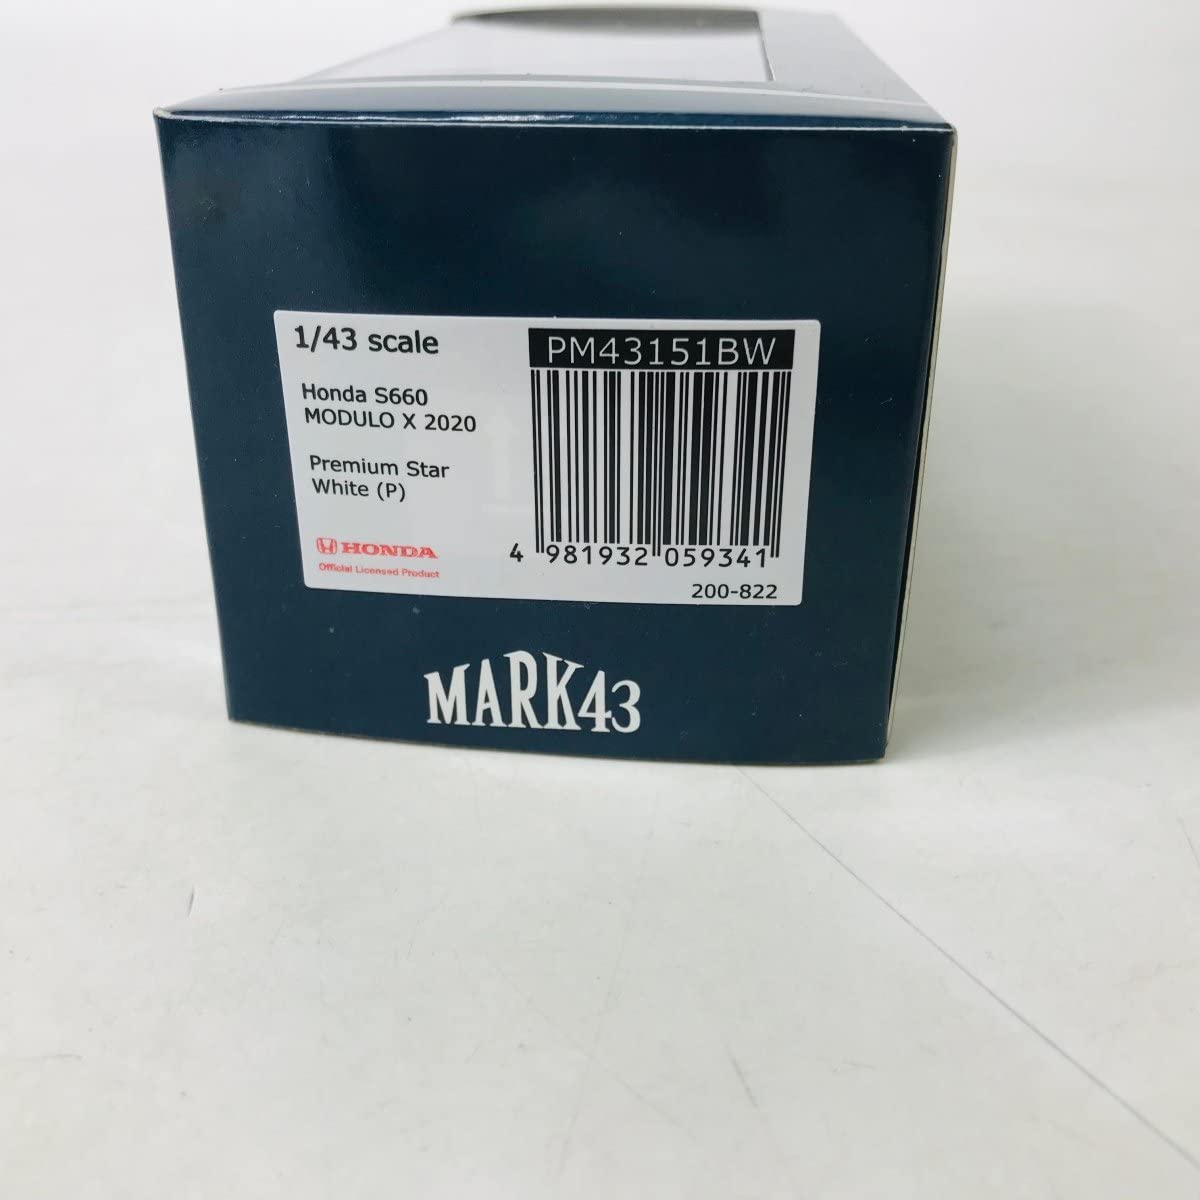 1/43 scale
Honda S660
MODULO X 2020
Premium Star
White (P)
HONDA
Official Licensed Product
PM43151BW
4 981932 059341
200-822
MARK43